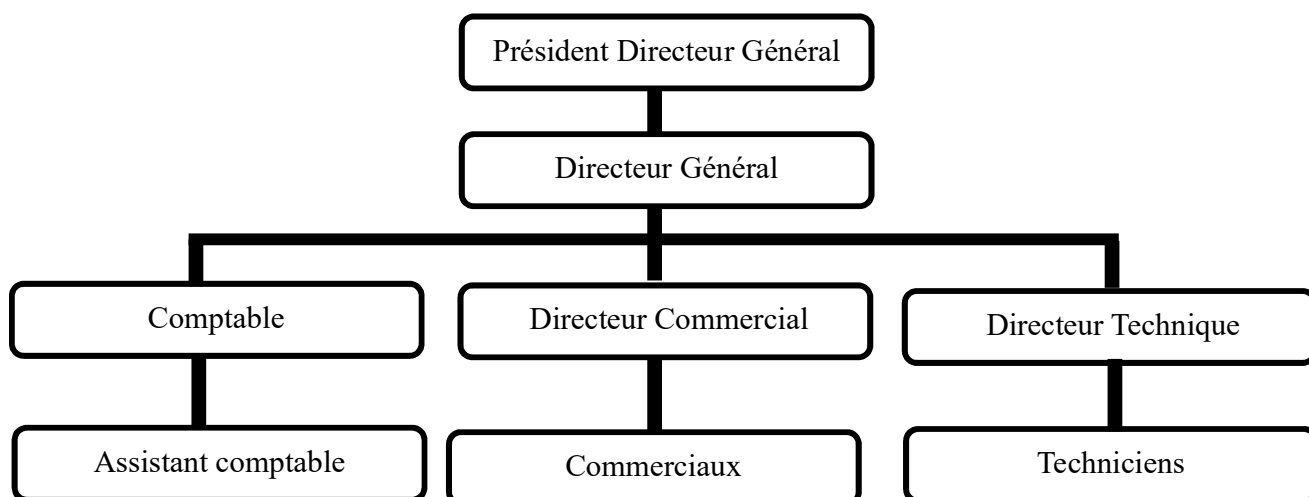 Président Directeur Général
Directeur Général
Comptable
Directeur Commercial
Directeur Technique
Assistant comptable
Commerciaux
Techniciens